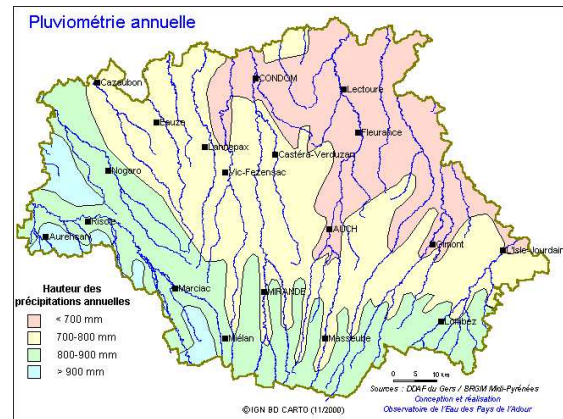 Pluviométrie annuelle
CONDOM
Cazaubon
Lectoure
Eauze
Fleurance
Lannepax
Castéra-Verduzan
Nogaro
Vic-Fezensac
Riscle
AUCH
Aurensan
Gimont
L'Isle-Jourdain
Hauteur des
précipitations annuelles
< 700 mm
700-800 mm
800-900 mm
> 900 mm
Marciac
MIRANDE
Lombez
Miélan
Masseube
0 5 10 km
Sources : DDAF du Gers / BRGM Midi-Pyrénées
Conception et réalisation
Observatoire de l'Eau des Pays de l'Adour
©IGN BD CARTO (11/2000)